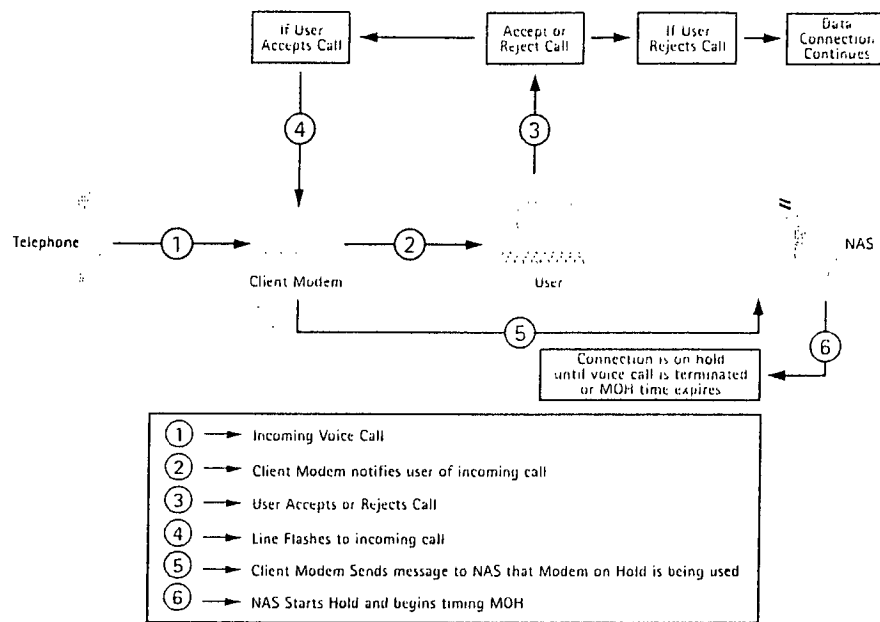 If User
Accepts Call
Accept or
Reject Call
If User
Rejects Call
Data
Connection
Continues
4
3
Telephone
1
2
NAS
Client Modem
User
5
6
Connection is on hold
until voice call is terminated
or MOH time expires
1 Incoming Voice Call
2 Client Modem notifies user of incoming call
3 User Accepts or Rejects Call
4 Line Flashes to incoming call
5 Client Modem Sends message to NAS that Modem on Hold is being used
6 NAS Starts Hold and begins timing MOH